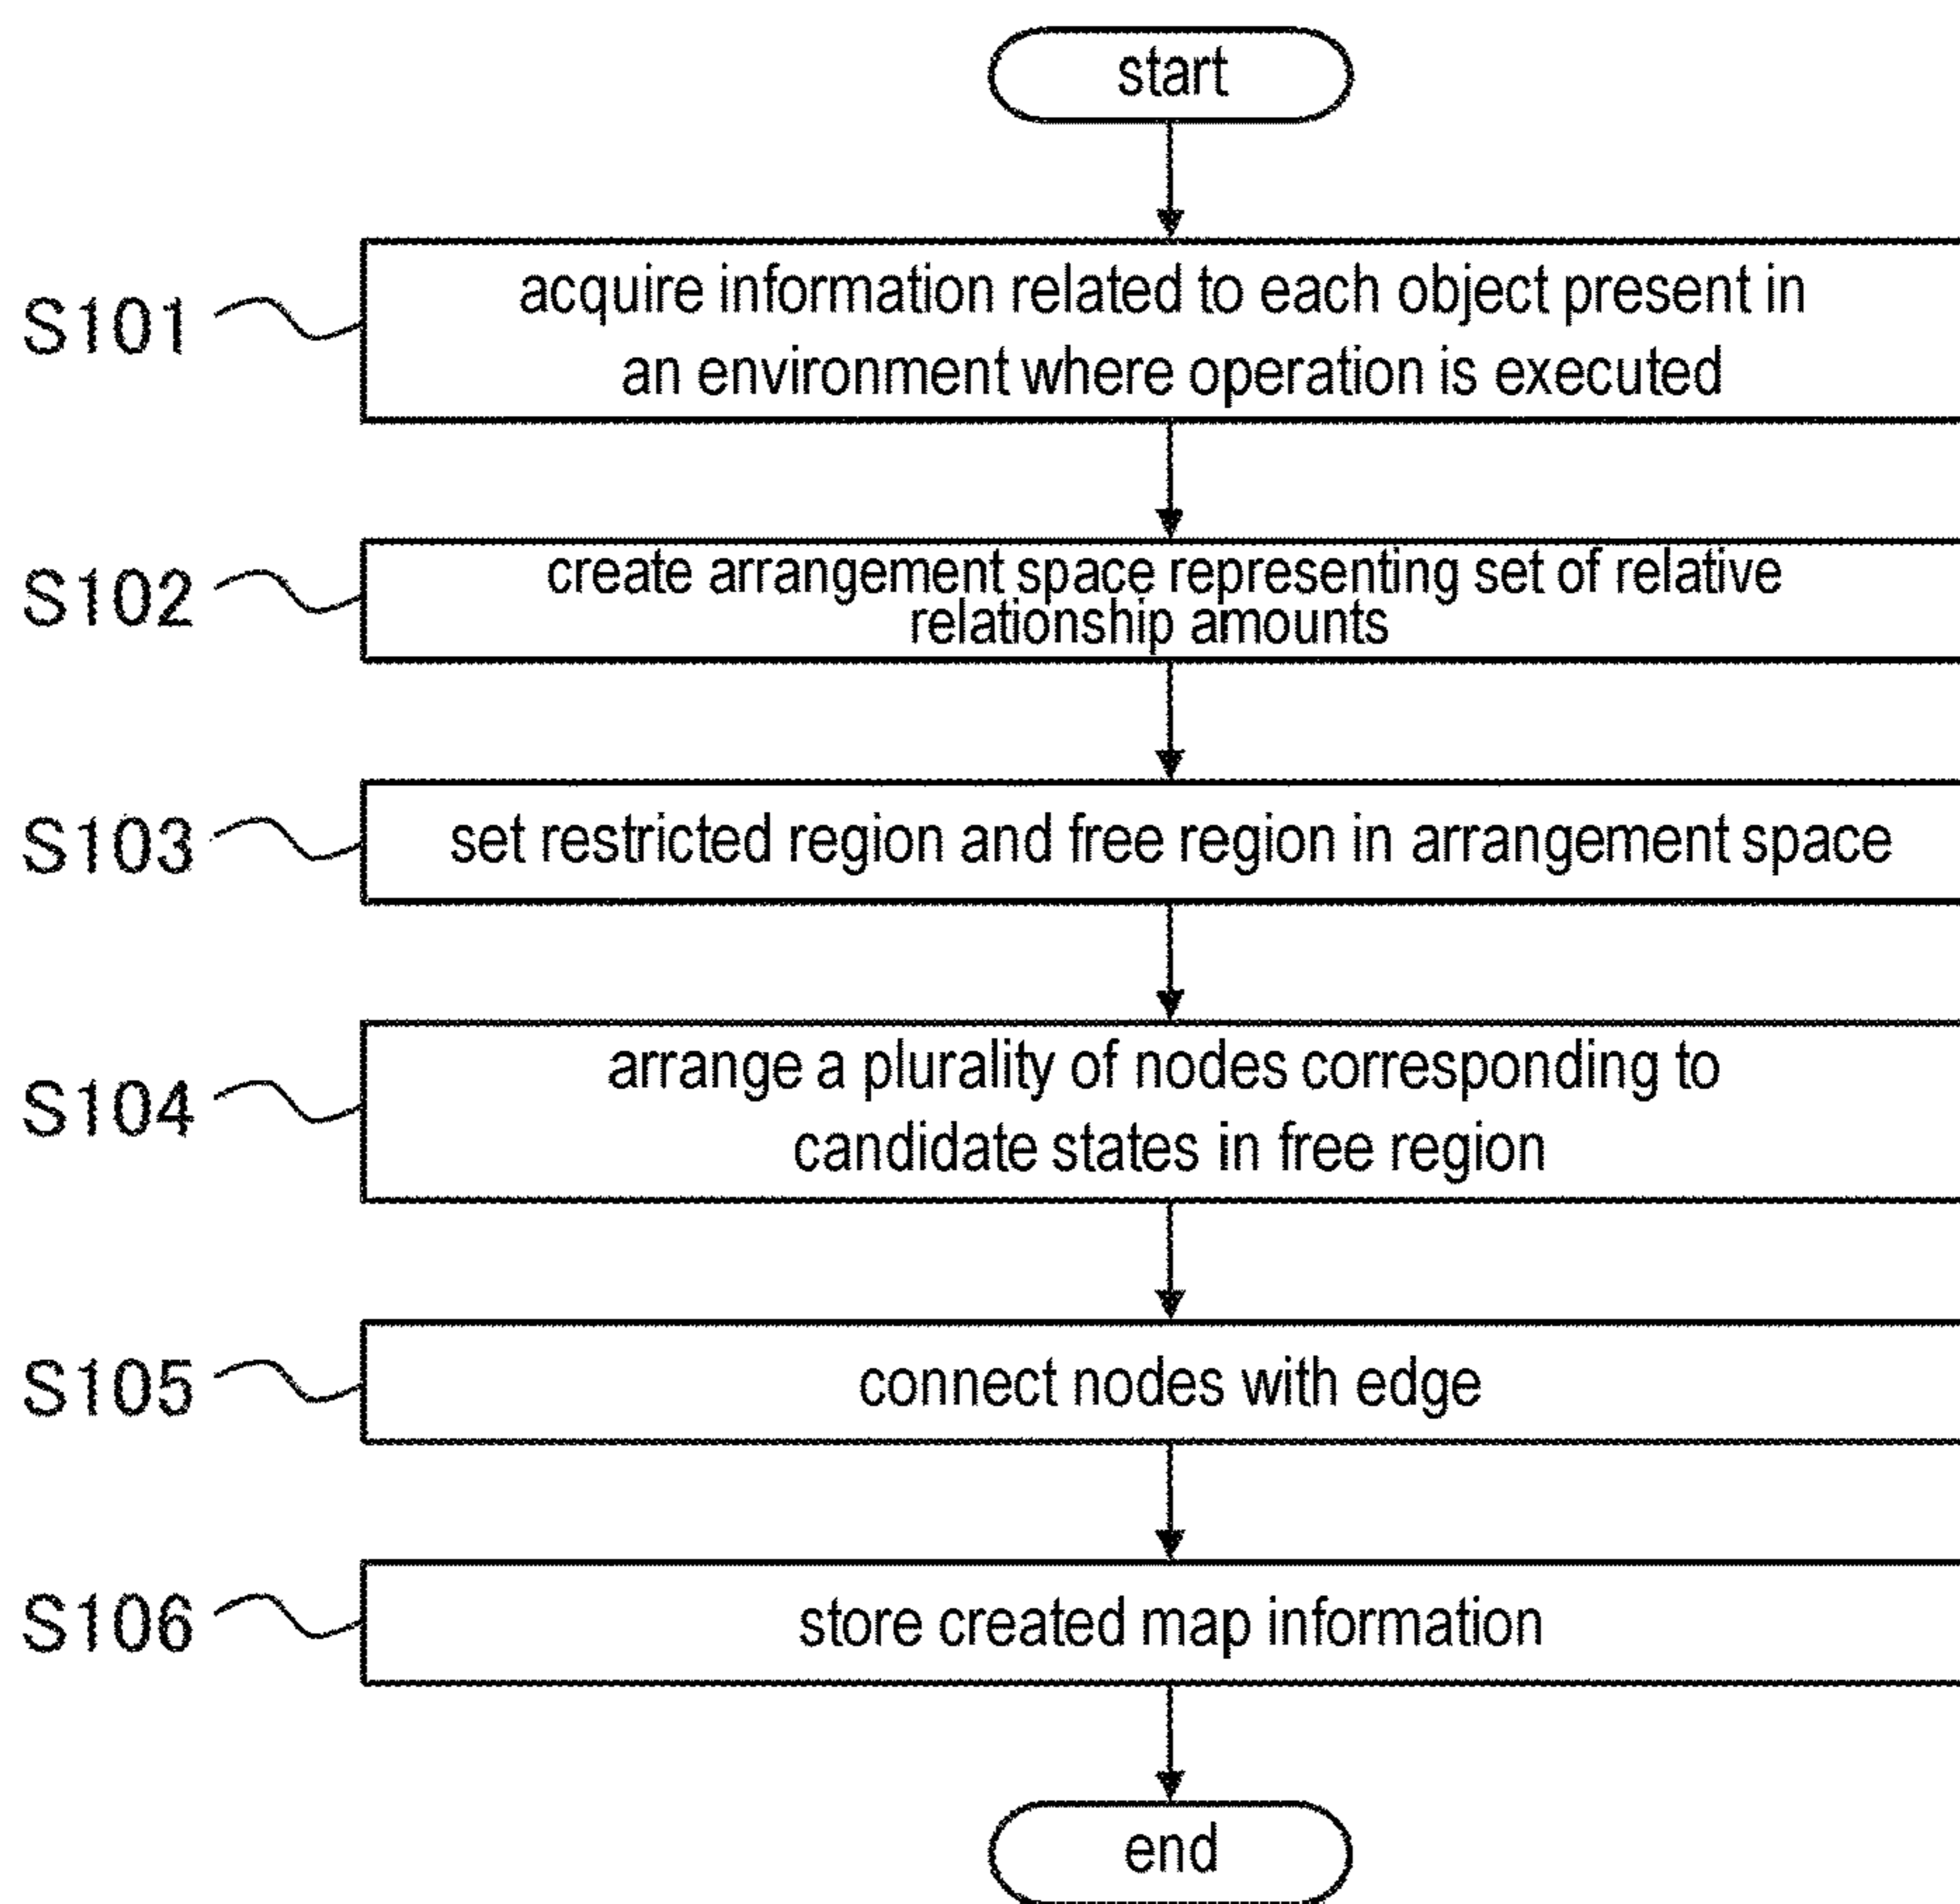 start
S101
acquire information related to each object present in
an environment where operation is executed
S102
create arrangement space representing set of relative
relationship amounts
S103
set restricted region and free region in arrangement space
S104
arrange a plurality of nodes corresponding to
candidate states in free region
S105
connect nodes with edge
S106
store created map information
end